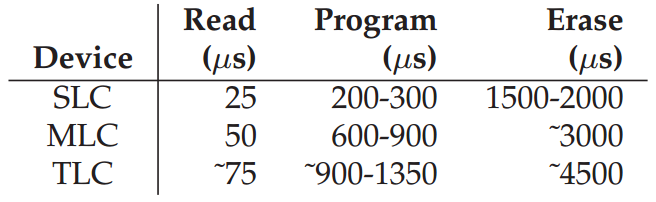 Read Program Erase
Device (μs) (μs) (μs)
SLC 25 200-300 1500-2000
MLC 50 600-900 ~3000
TLC ~75 ~900-1350 ~4500